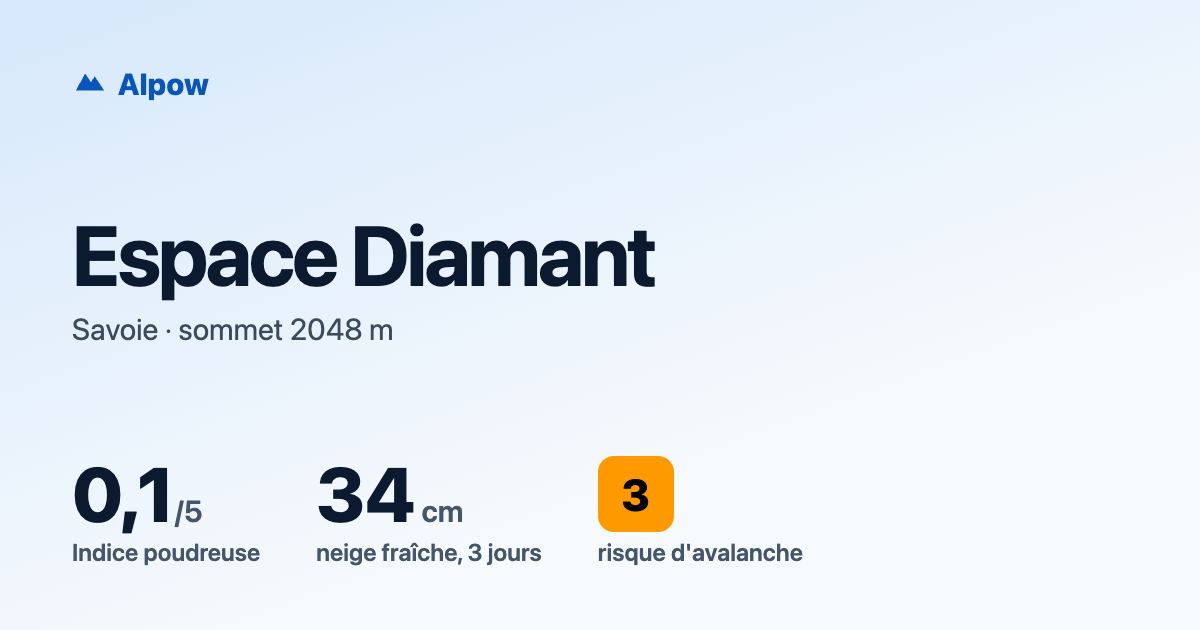 Alpow
Espace Diamant
Savoie · sommet 2048 m
0,1/5
Indice poudreuse
34 cm
neige fraîche, 3 jours
3
risque d'avalanche